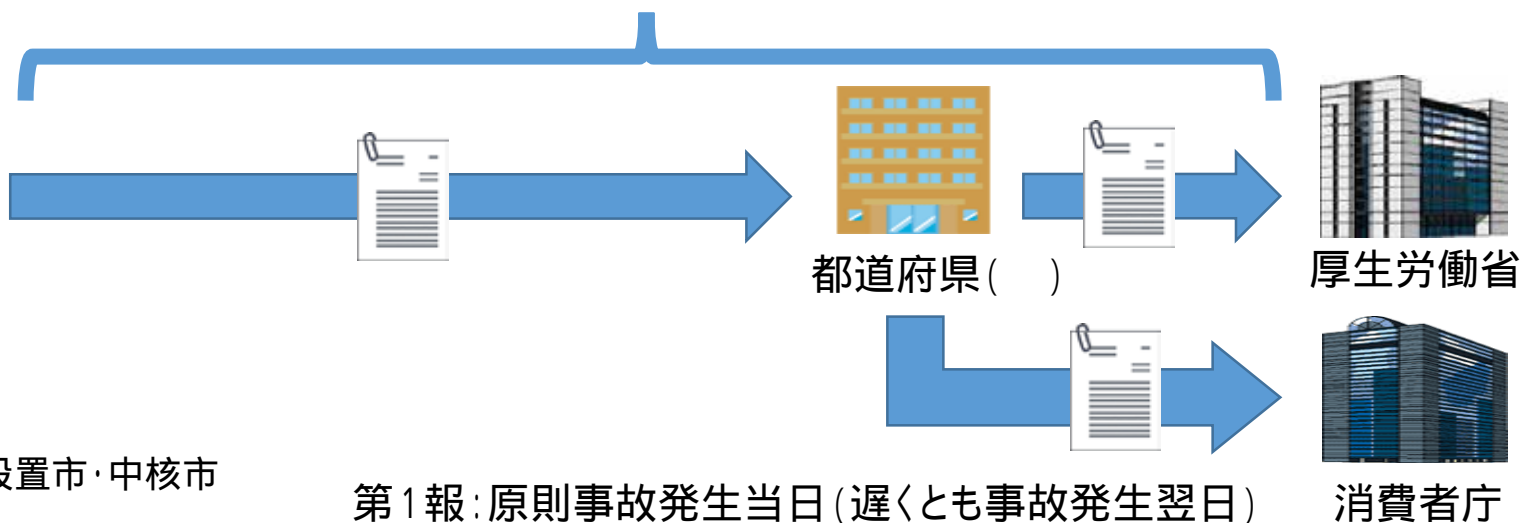 都道府県(　)
厚生労働省
設置市・中核市
第1報:原則事故発生当日(遅くとも事故発生翌日)
消費者庁